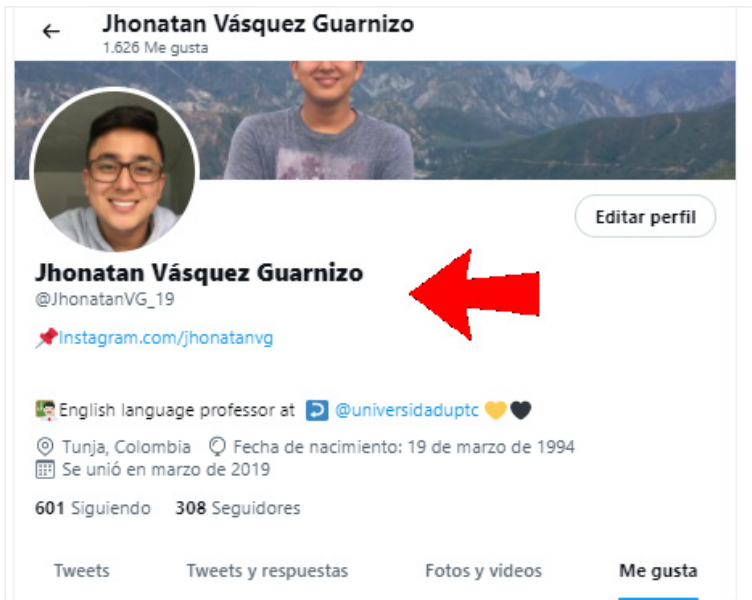 Jhonatan Vásquez Guarnizo
1.626 Me gusta
Editar perfil
Jhonatan Vásquez Guarnizo
@JhonatanVG_19
Instagram.com/jhonatanvg
English language professor at @universidaduptc
Tunja, Colombia Fecha de nacimiento: 19 de marzo de 1994
Se unió en marzo de 2019
601 Siguiendo 308 Seguidores
Tweets Tweets y respuestas Fotos y videos Me gusta